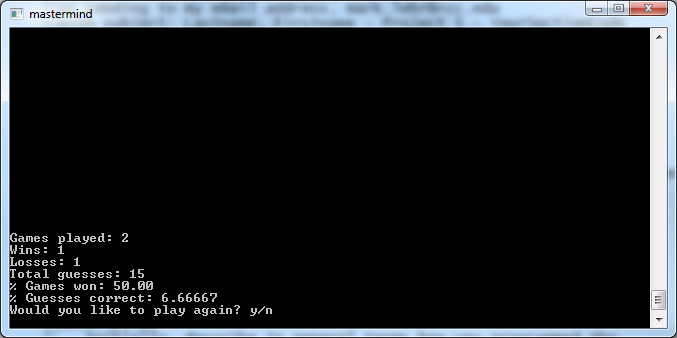 mastermind
Games played: 2
Wins: 1
Losses: 1
Total guesses: 15
% Games won: 50.00
% Guesses correct: 6.66667
Would you like to play again? y/n